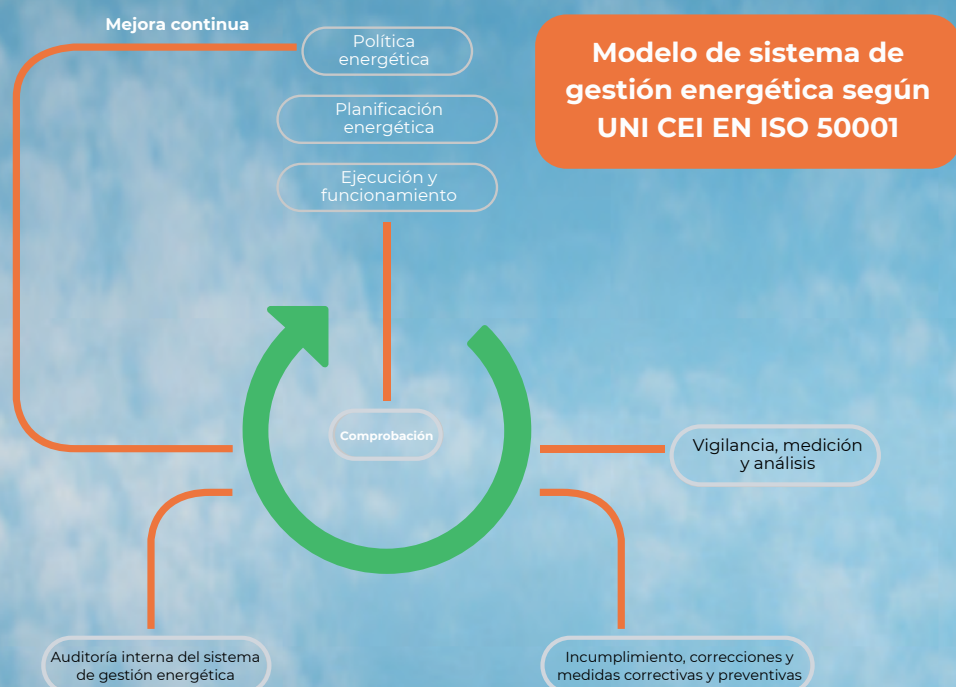 Mejora continua
Política
energética
Planificación
energética
Ejecución y
funcionamiento
Modelo de sistema de
gestión energética según
UNI CEI EN ISO 50001
Comprobación
Vigilancia, medición
y análisis
Auditoría interna del sistema
de gestión energética
Incumplimiento, correcciones y
medidas correctivas y preventivas